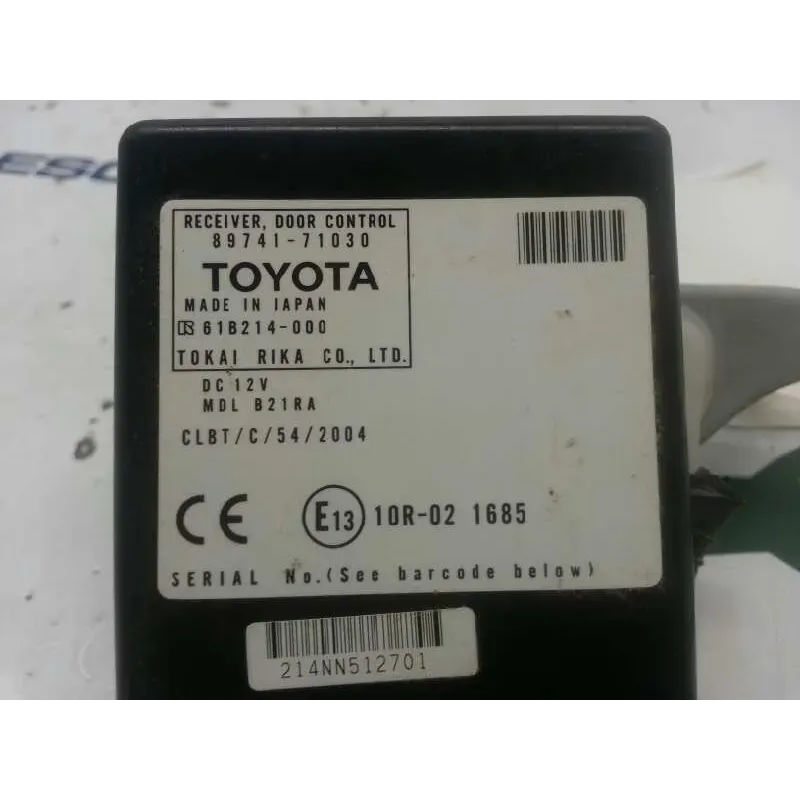 RECEIVER, DOOR CONTROL
89741-71030
TOYOTA
MADE IN JAPAN
61B214-000
TOKAI RIKA CO., LTD.
DC 12V
MDL B21RA
CLBT/C/54/2004
CE E13 10R-02 1685
SERIAL No.(See barcode below)
214NN512701